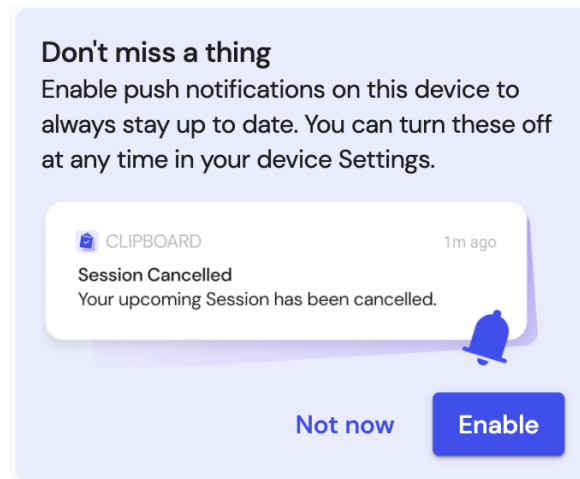 Don't miss a thing
Enable push notifications on this device to
always stay up to date. You can turn these off
at any time in your device Settings.
CLIPBOARD 1m ago
Session Cancelled
Your upcoming Session has been cancelled.
Not now Enable